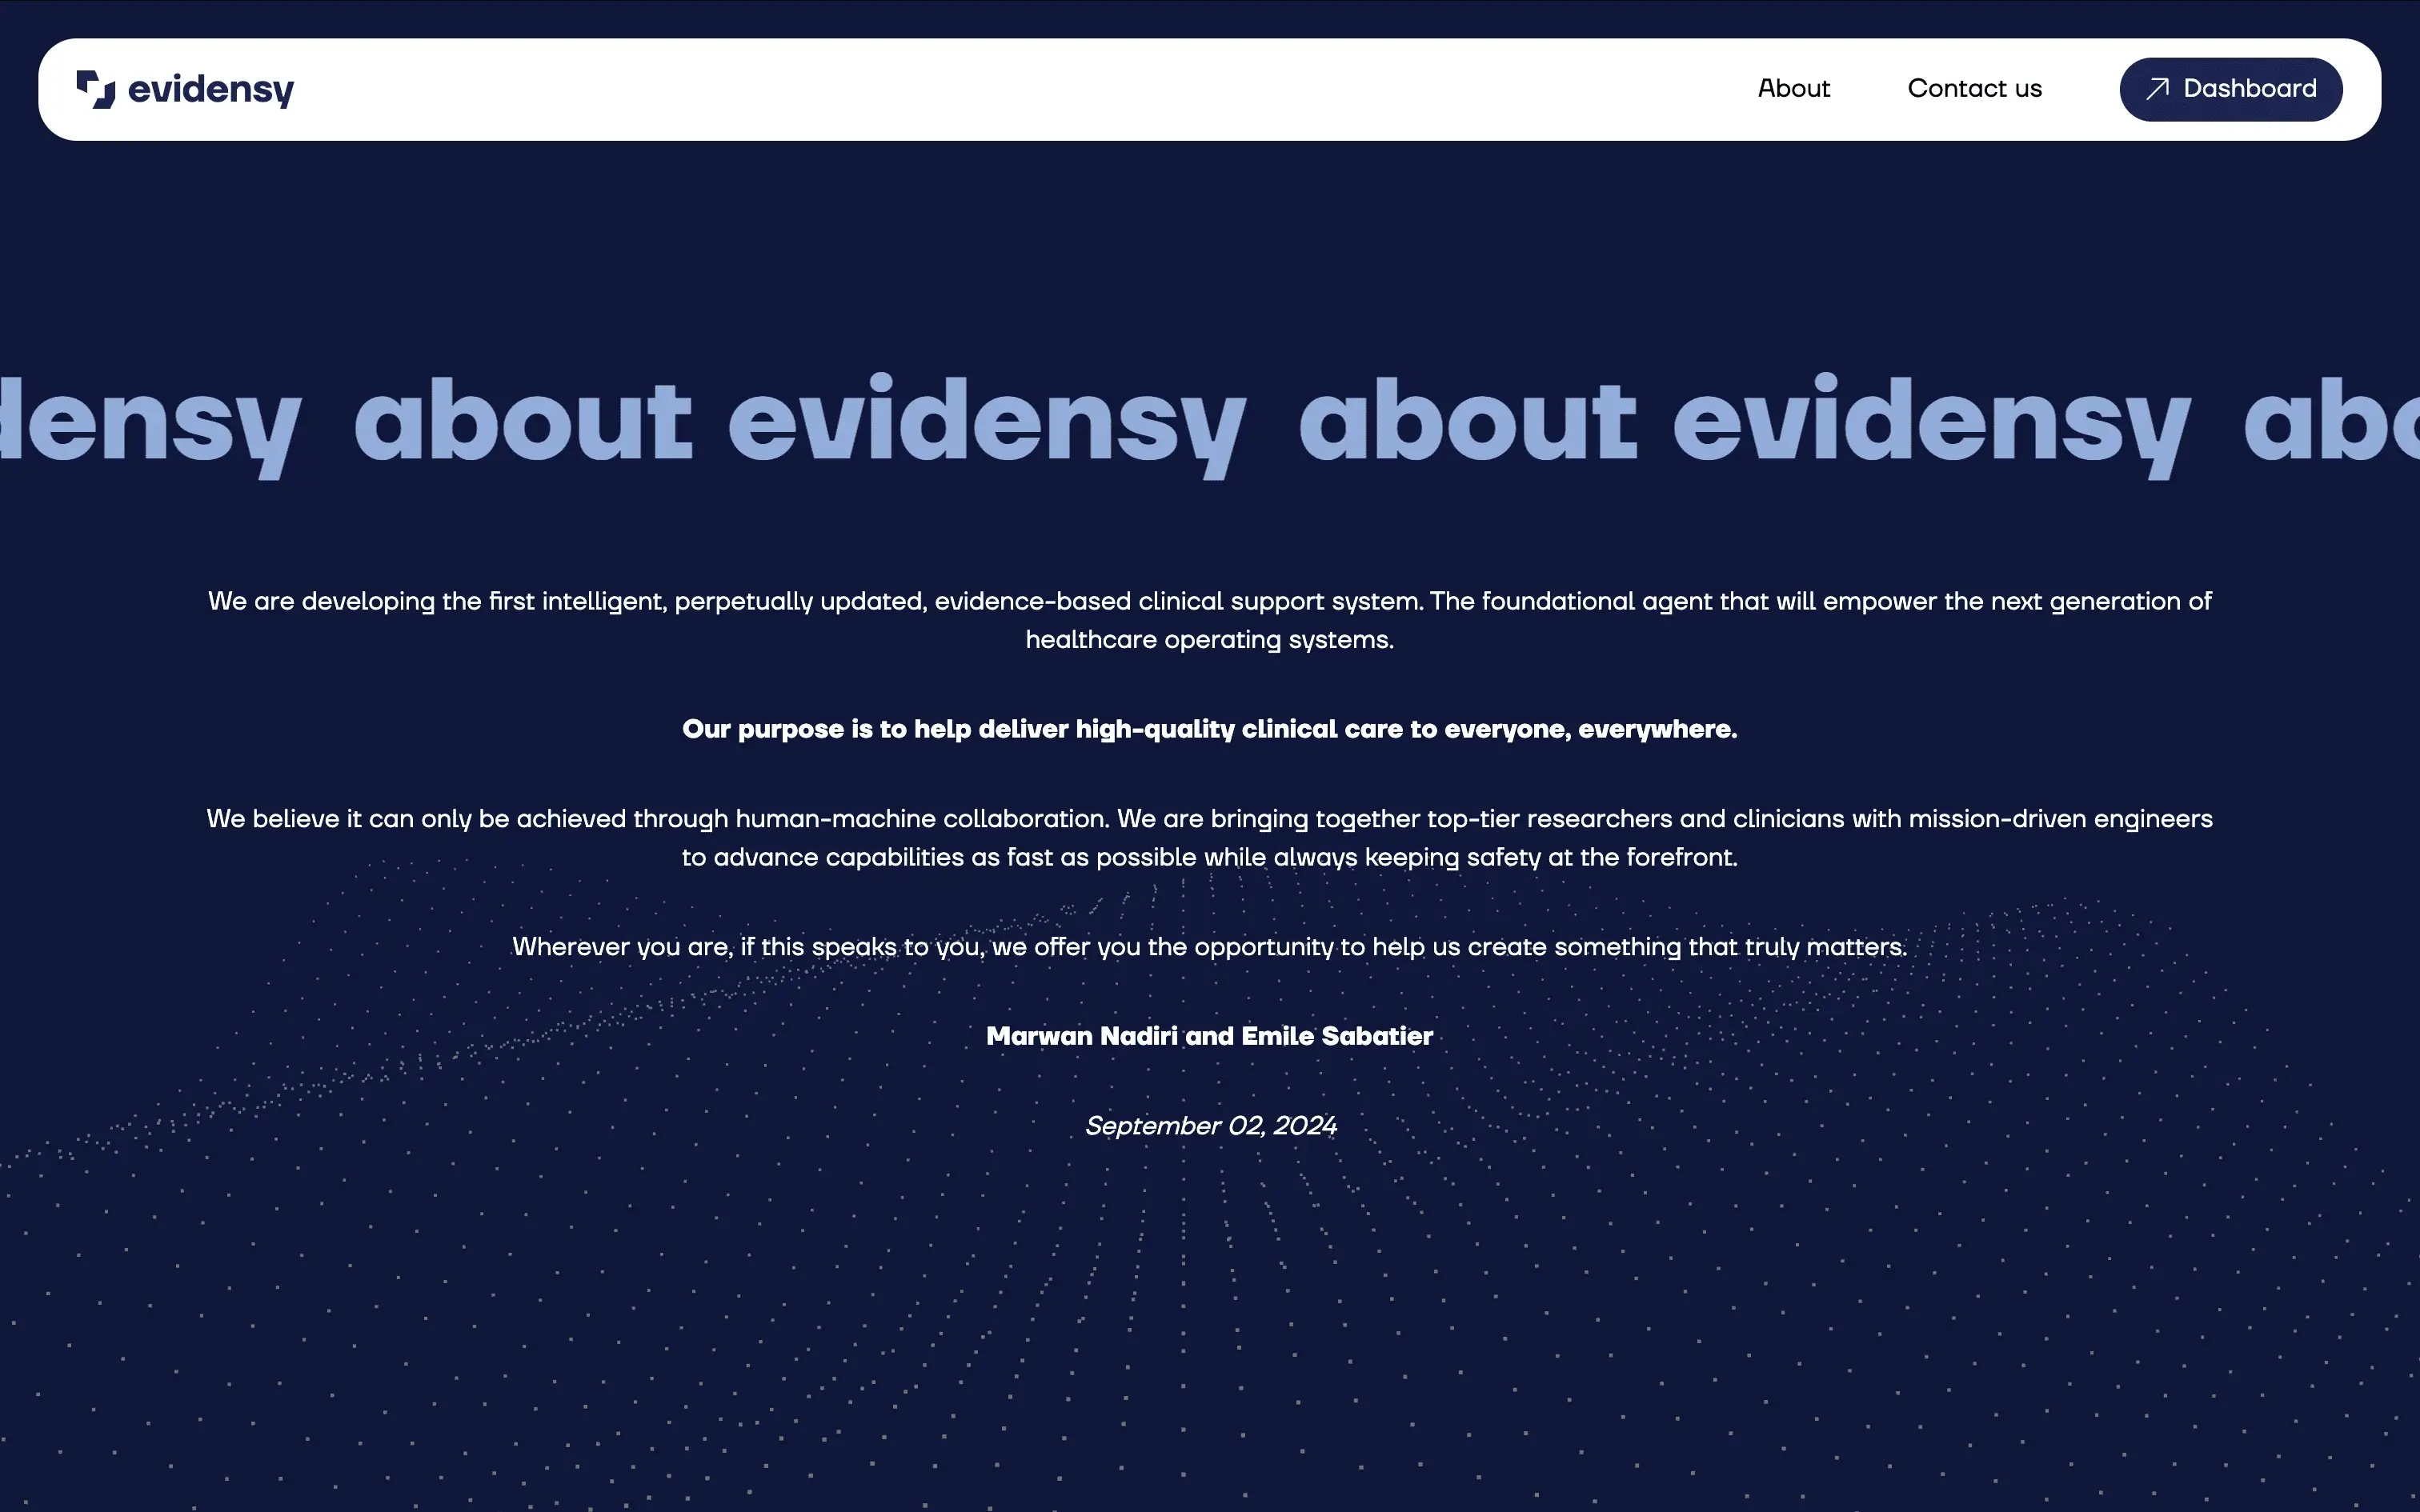 evidensy
About
Contact us
Dashboard
densy about evidensy about evidensy abo
We are developing the first intelligent, perpetually updated, evidence-based clinical support system. The foundational agent that will empower the next generation of
healthcare operating systems.
Our purpose is to help deliver high-quality clinical care to everyone, everywhere.
We believe it can only be achieved through human-machine collaboration. We are bringing together top-tier researchers and clinicians with mission-driven engineers
to advance capabilities as fast as possible while always keeping safety at the forefront.
Wherever you are, if this speaks to you, we offer you the opportunity to help us create something that truly matters.
Marwan Nadiri and Emile Sabatier
September 02, 2024